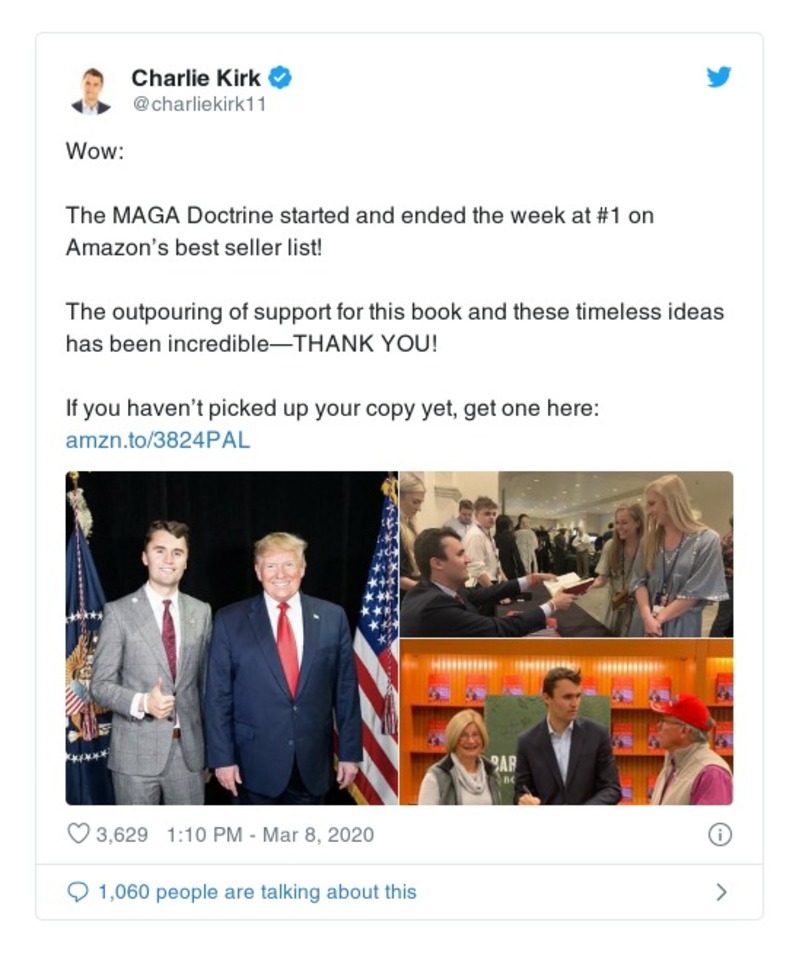 Charlie Kirk
@charliekirk11
Wow:
The MAGA Doctrine started and ended the week at #1 on
Amazon’s best seller list!
The outpouring of support for this book and these timeless ideas
has been incredible—THANK YOU!
If you haven’t picked up your copy yet, get one here:
amzn.to/3824PAL
BAR
BO
3,629 1:10 PM - Mar 8, 2020
1,060 people are talking about this